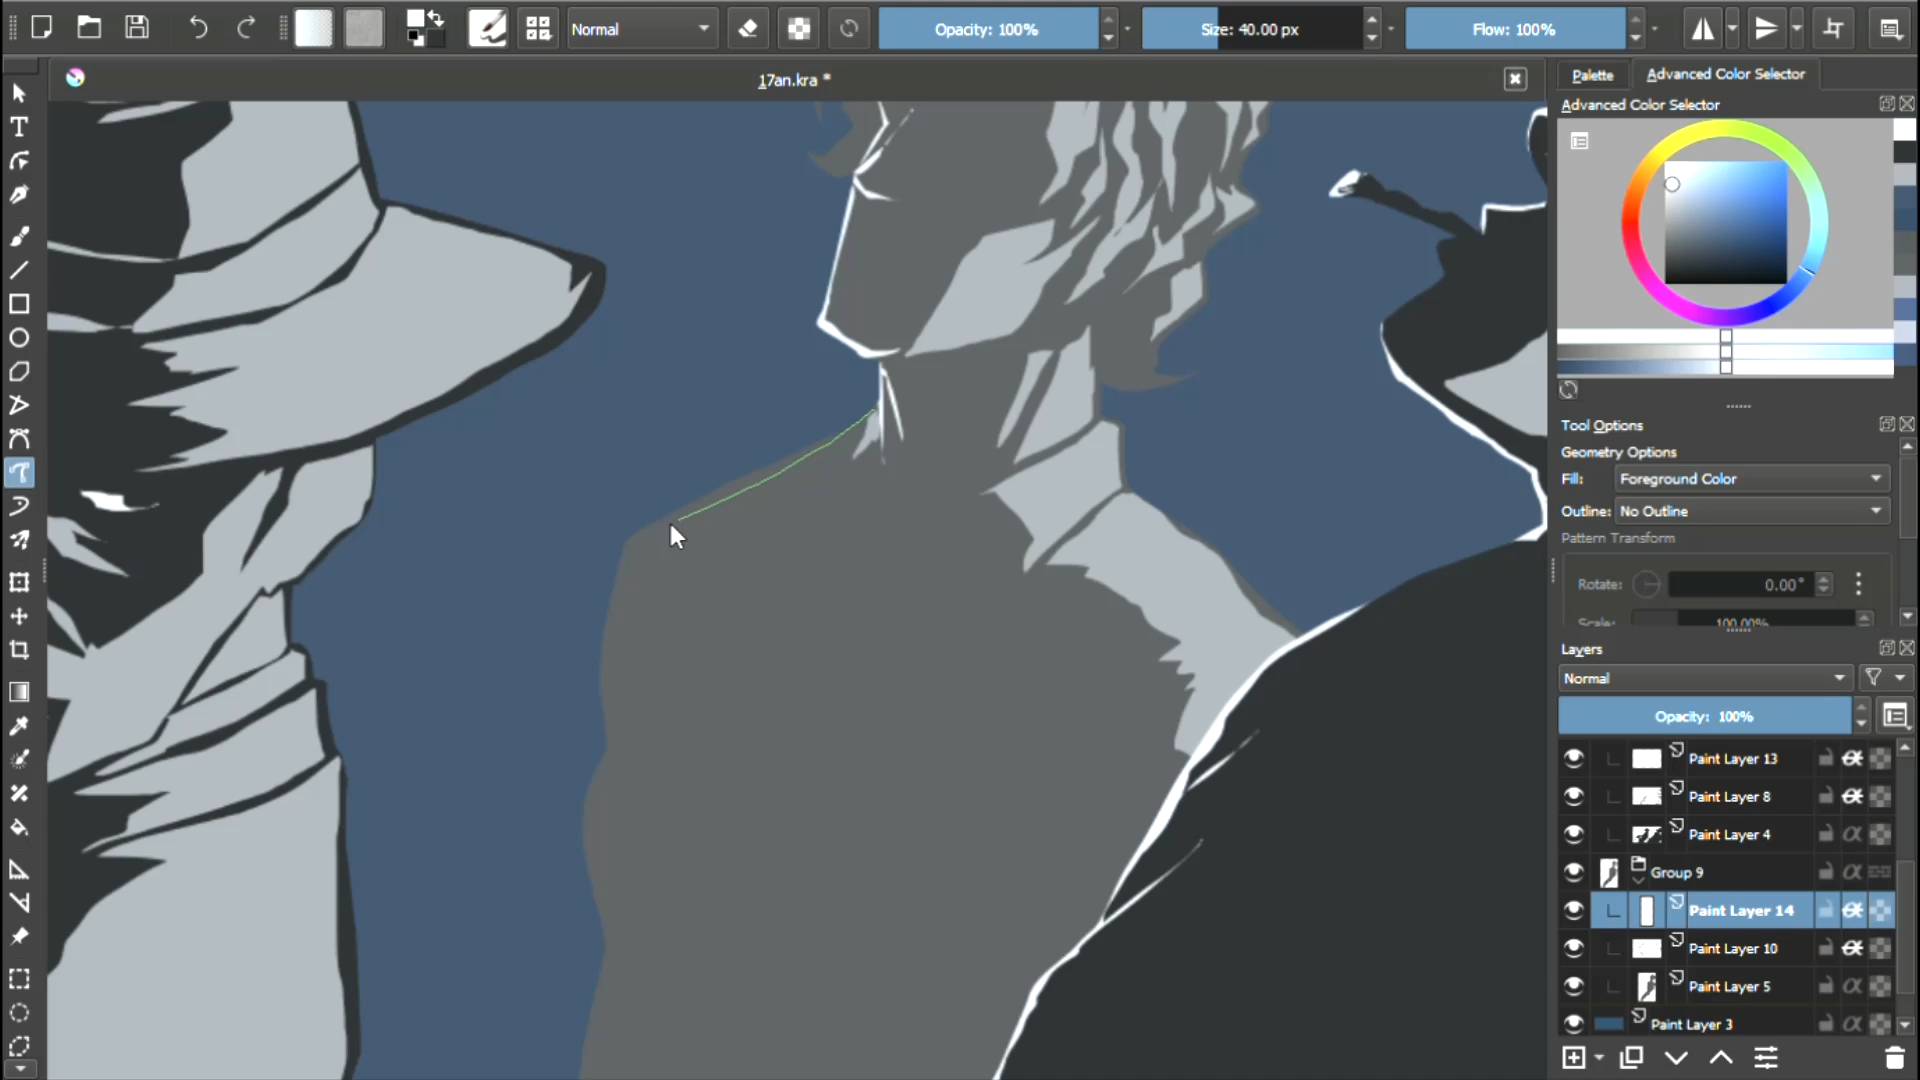 Normal
Opacity: 100%
Size: 40.00 px
Flow: 100%
17an.kra *
Palette
Advanced Color Selector
Advanced Color Selector
Tool Options
Geometry Options
Fill:
Foreground Color
Outline:
No Outline
Pattern Transform
Rotate:
0.00°
Scale:
100.00%
Layers
Normal
Opacity: 100%
Paint Layer 13
Paint Layer 8
Paint Layer 4
Group 9
Paint Layer 14
Paint Layer 10
Paint Layer 5
Paint Layer 3